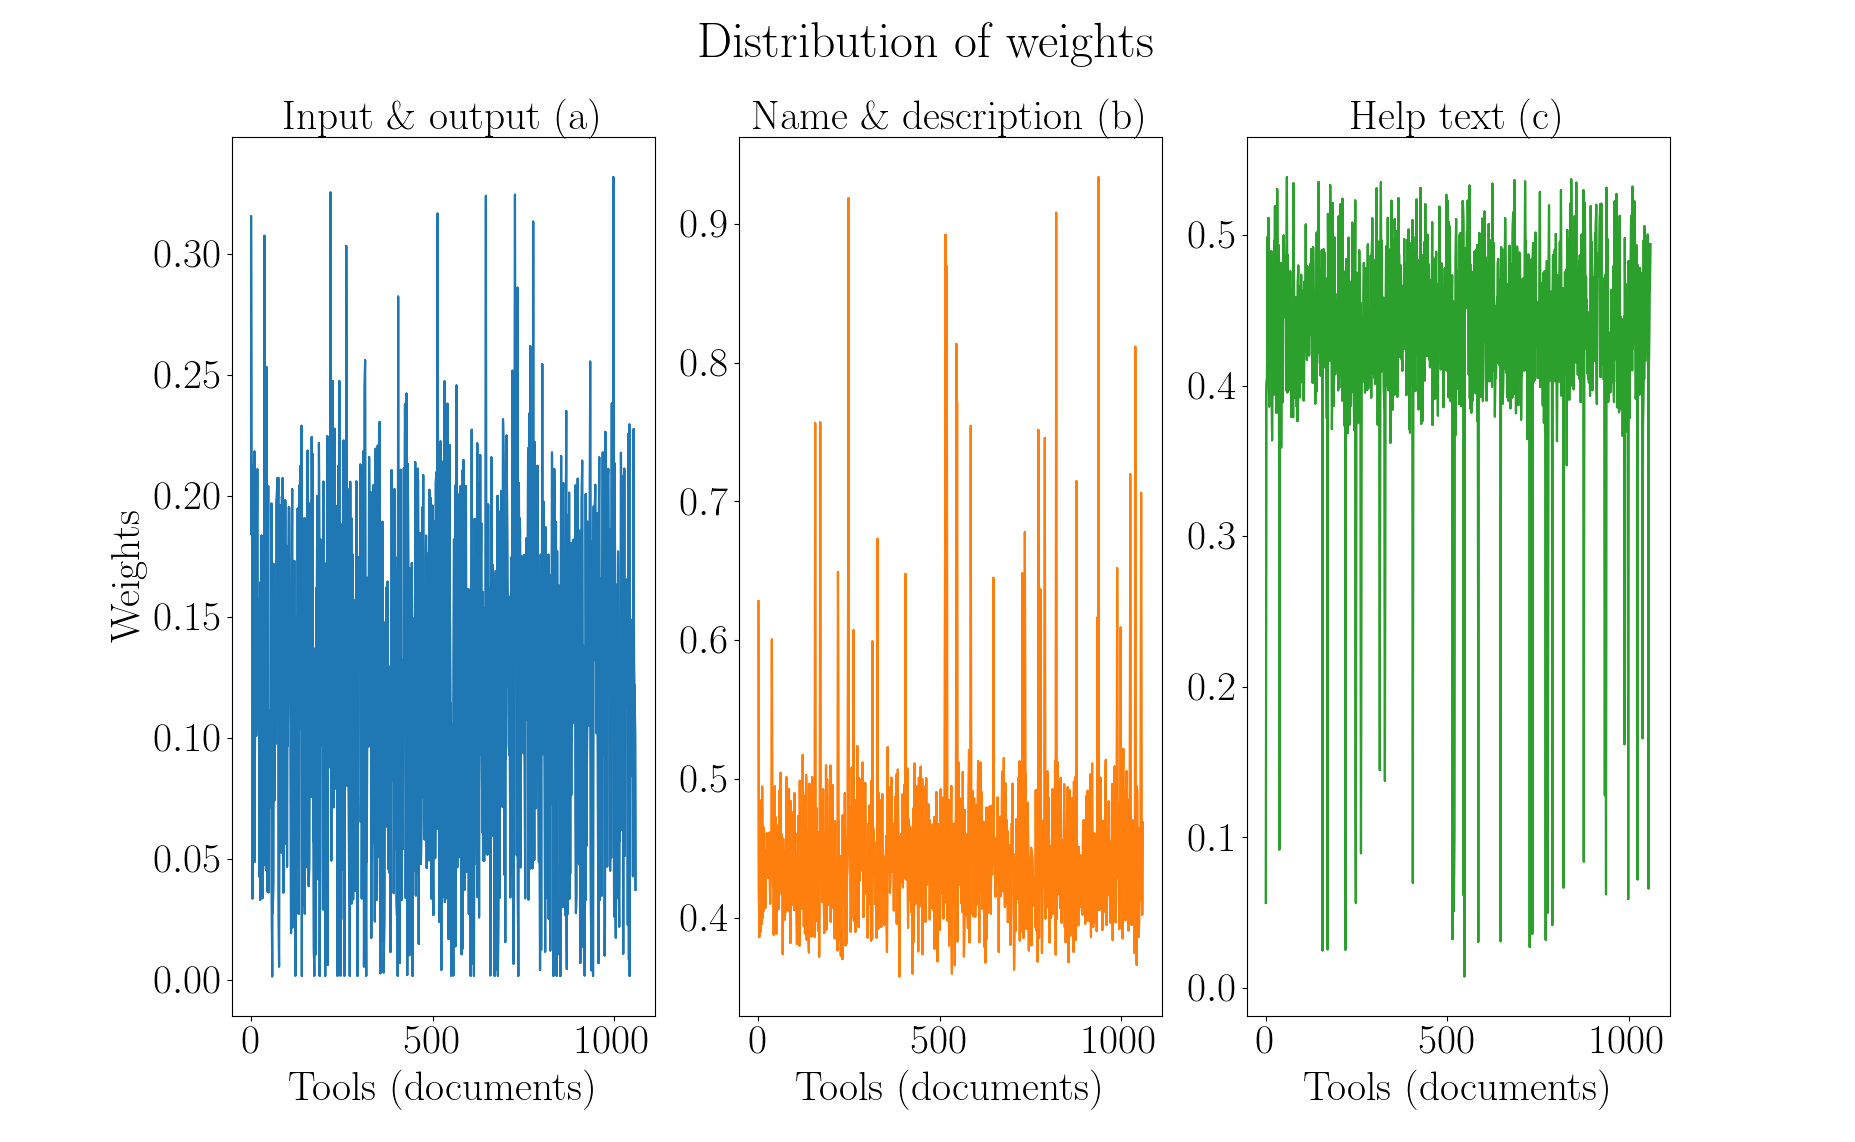 Distribution of weights
Input & output (a)
Name & description (b)
Help text (c)
Weights
0.30
0.25
0.20
0.15
0.10
0.05
0.00
0.9
0.8
0.7
0.6
0.5
0.4
0.5
0.4
0.3
0.2
0.1
0.0
0 500 1000
0 500 1000
0 500 1000
Tools (documents)
Tools (documents)
Tools (documents)